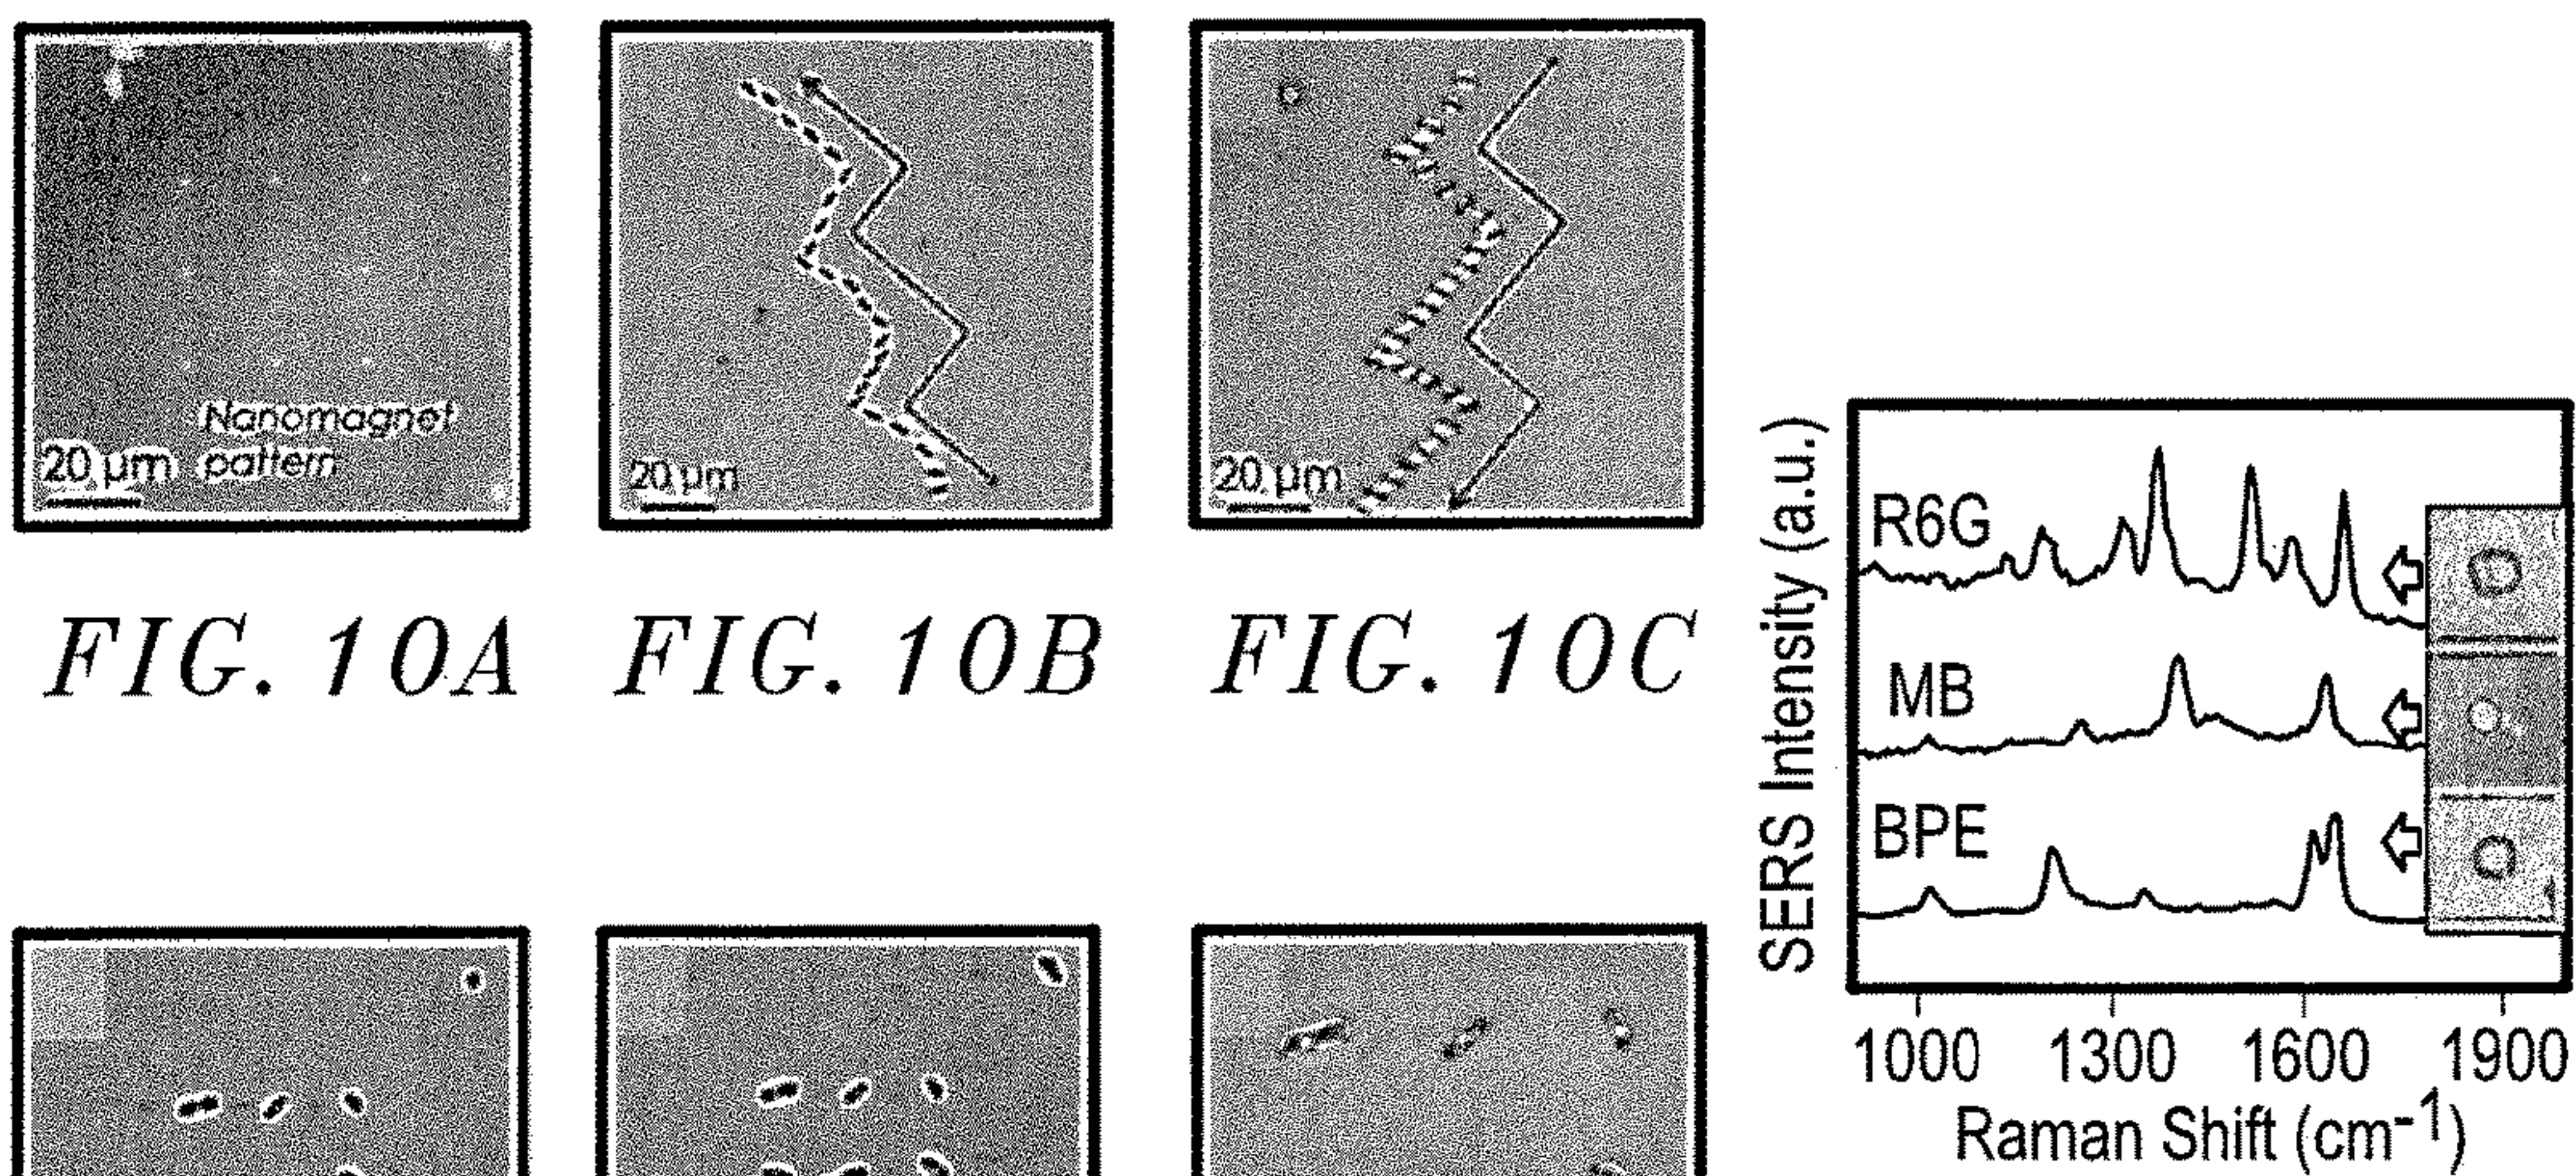 Nanomagnet
pattern
20 µm
20 µm
20 µm
FIG. 10A
FIG. 10B
FIG. 10C
SERS Intensity (a.u.)
R6G
MB
BPE
1000 1300 1600 1900
Raman Shift (cm⁻¹)